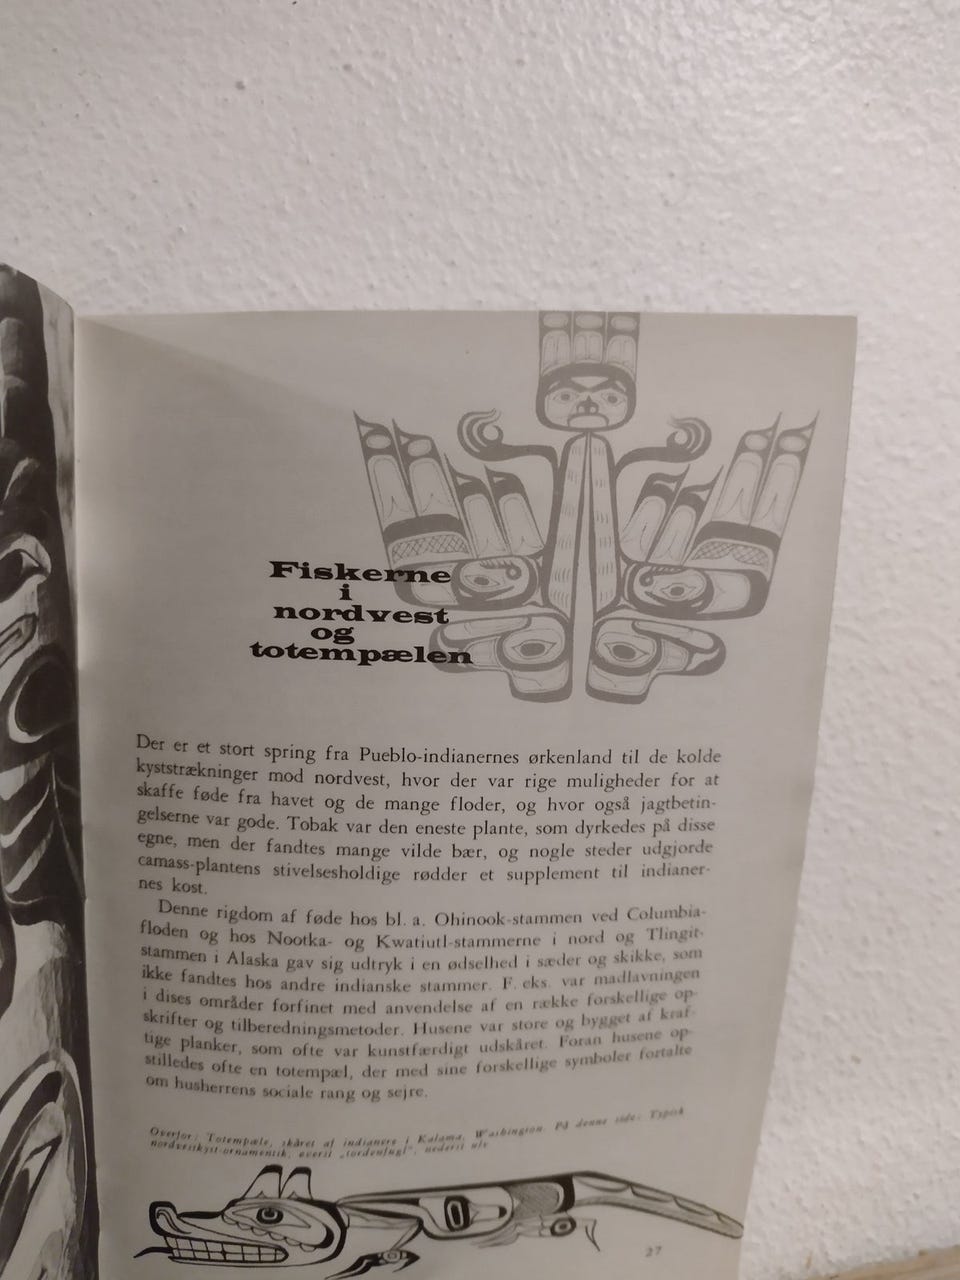 Fiskerne
i
nordvest
og
totempælen
Der er et stort spring fra Pueblo-indianernes ørkenland til de kolde
kyststrækninger mod nordvest, hvor der var rige muligheder for at
skaffe føde fra havet og de mange floder, og hvor også jagtbetin-
gelserne var gode. Tobak var den eneste plante, som dyrkedes på disse
egne, men der fandtes mange vilde bær, og nogle steder udgjorde
camass-plantens stivelsesholdige rødder et supplement til indianer-
nes kost.
Denne rigdom af føde hos bl. a. Ohinook-stammen ved Columbia-
floden og hos Nootka- og Kwatiutl-stammerne i nord og Tlingit-
stammen i Alaska gav sig udtryk i en ødselhed i sæder og skikke, som
ikke fandtes hos andre indianske stammer. F. eks. var madlavningen
i dises områder forfinet med anvendelse af en række forskellige op-
skrifter og tilberedningsmetoder. Husene var store og bygget af kraf-
tige planker, som ofte var kunstfærdigt udskåret. Foran husene op-
stilledes ofte en totempæl, der med sine forskellige symboler fortalte
om husherrens sociale rang og sejre.
Overfor: Totempæle, skåret af indianere i Kalama, Washington. På denne side: Typisk
nordvestkyst-ornamentik, øverst „tordenfugl", nederst ulv
27